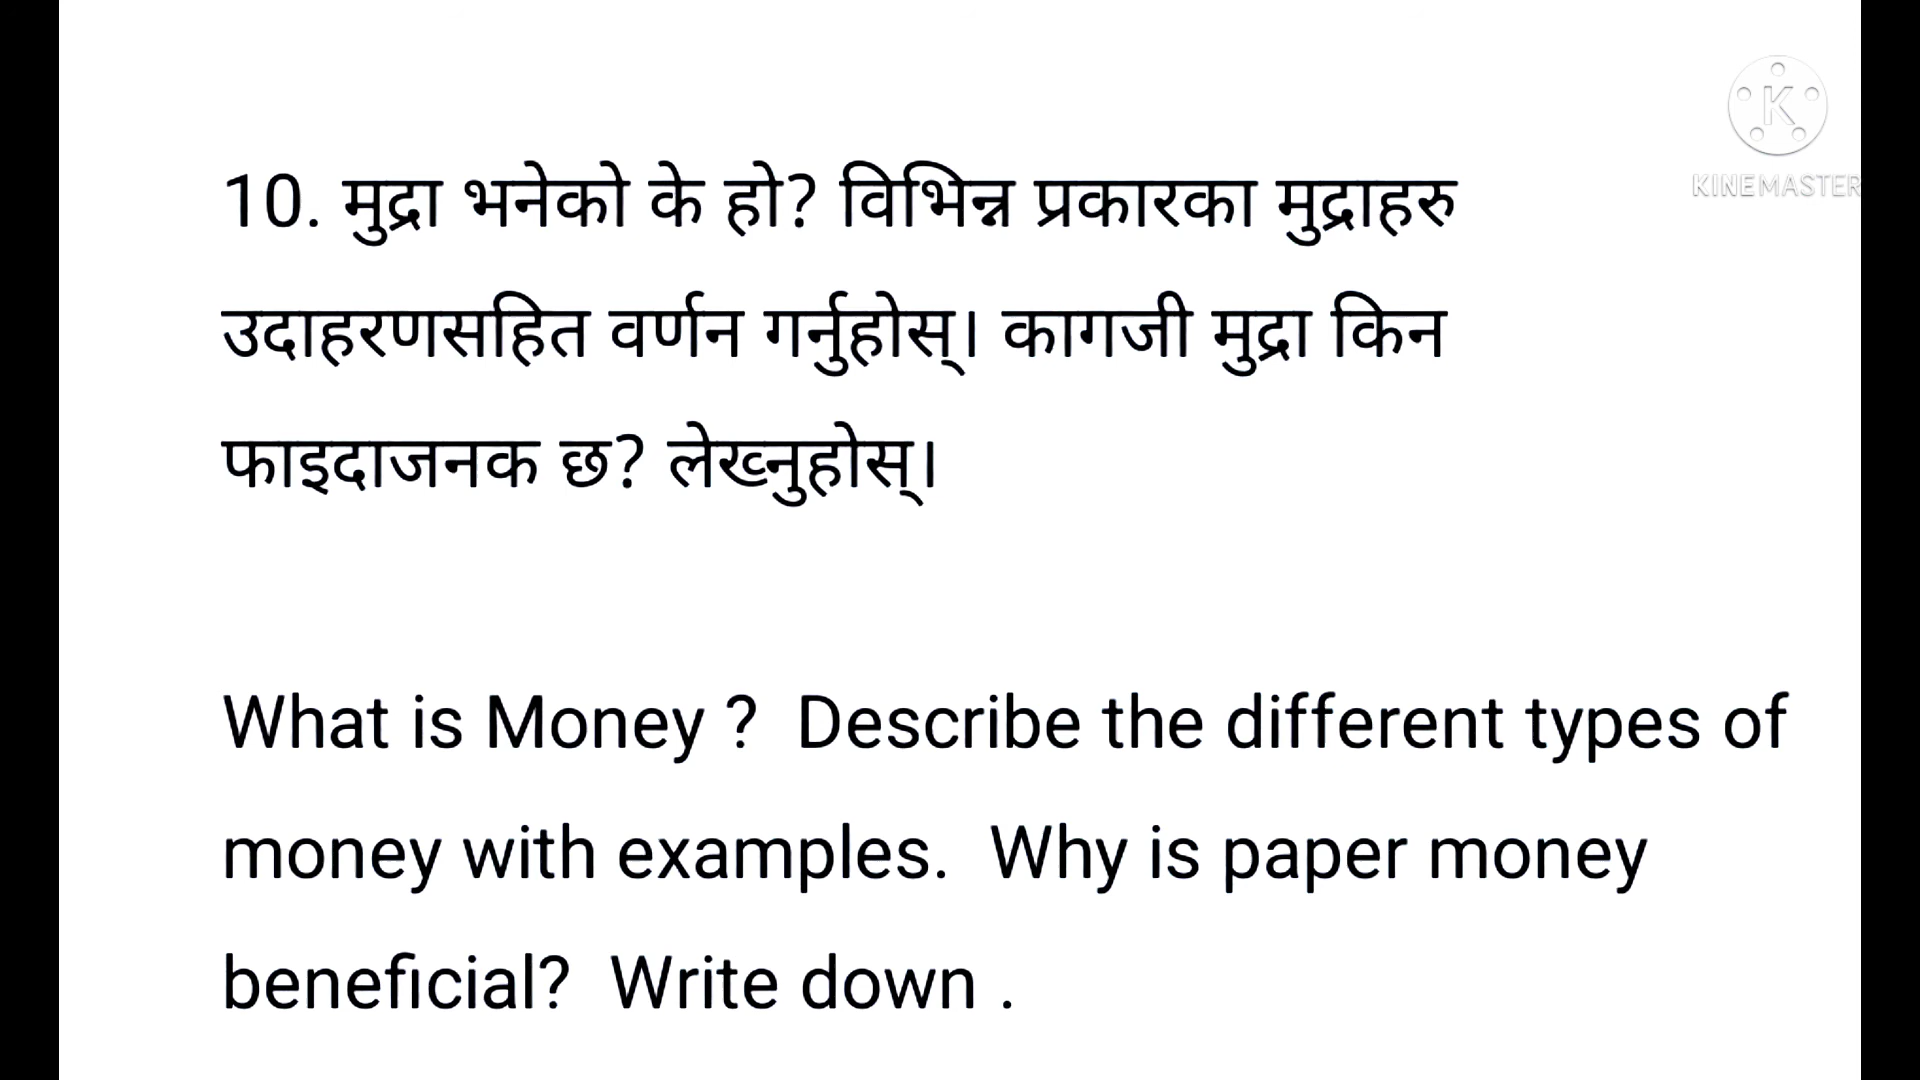 KINEMASTER
10. मुद्रा भनेको के हो? विभिन्न प्रकारका मुद्राहरु
उदाहरणसहित वर्णन गर्नुहोस्। कागजी मुद्रा किन
फाइदाजनक छ? लेख्नुहोस्।
What is Money ? Describe the different types of
money with examples. Why is paper money
beneficial? Write down .